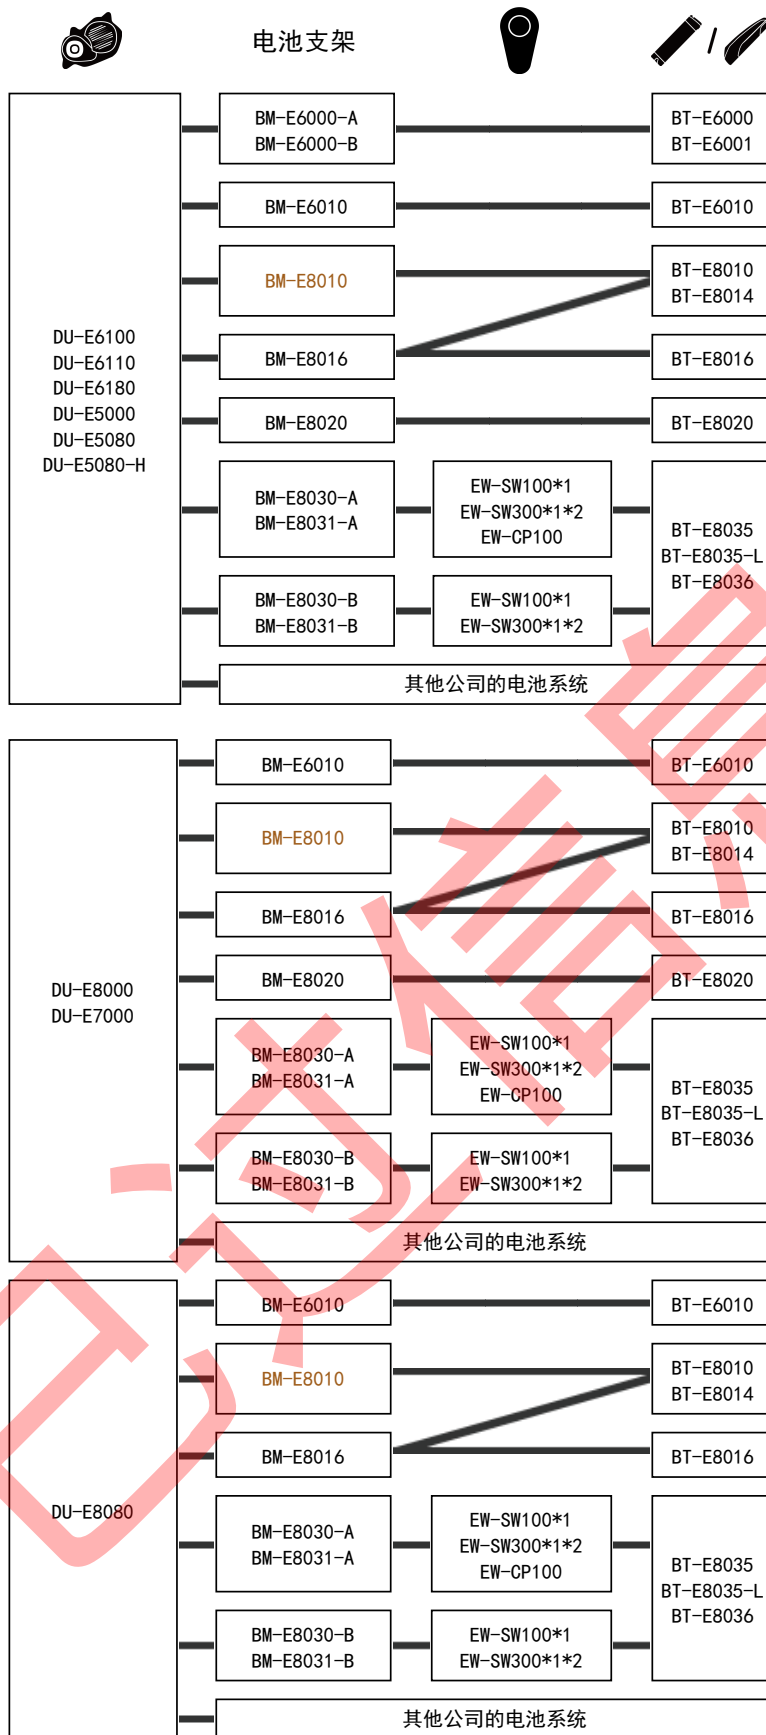 电池支架
DU-E6100
DU-E6110
DU-E6180
DU-E5000
DU-E5080
DU-E5080-H
BM-E6000-A
BM-E6000-B
BT-E6000
BT-E6001
BM-E6010
BT-E6010
BM-E8010
BT-E8010
BT-E8014
BM-E8016
BT-E8016
BM-E8020
BT-E8020
BM-E8030-A
BM-E8031-A
EW-SW100*1
EW-SW300*1*2
EW-CP100
BT-E8035
BT-E8035-L
BT-E8036
BM-E8030-B
BM-E8031-B
EW-SW100*1
EW-SW300*1*2
其他公司的电池系统
DU-E8000
DU-E7000
BM-E6010
BT-E6010
BM-E8010
BT-E8010
BT-E8014
BM-E8016
BT-E8016
BM-E8020
BT-E8020
BM-E8030-A
BM-E8031-A
EW-SW100*1
EW-SW300*1*2
EW-CP100
BT-E8035
BT-E8035-L
BT-E8036
BM-E8030-B
BM-E8031-B
EW-SW100*1
EW-SW300*1*2
其他公司的电池系统
DU-E8080
BM-E6010
BT-E6010
BM-E8010
BT-E8010
BT-E8014
BM-E8016
BT-E8016
BM-E8030-A
BM-E8031-A
EW-SW100*1
EW-SW300*1*2
EW-CP100
BT-E8035
BT-E8035-L
BT-E8036
BM-E8030-B
BM-E8031-B
EW-SW100*1
EW-SW300*1*2
其他公司的电池系统
已过信息